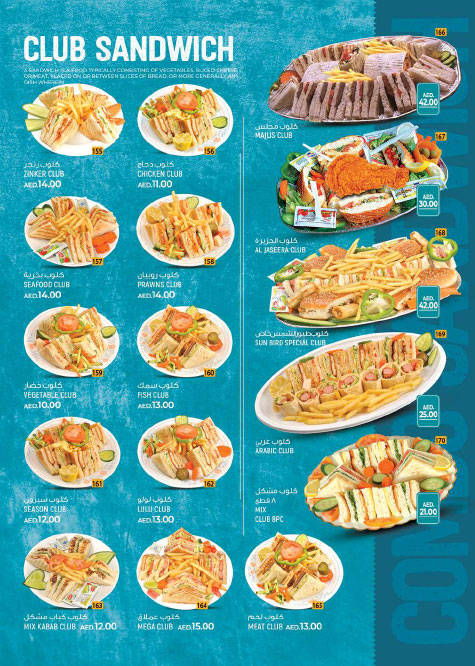 CLUB SANDWICH
A SANDWICH IS A FOOD TYPICALLY CONSISTING OF VEGETABLES, SLICED CHEESE
OR MEAT, PLACED ON OR BETWEEN SLICES OF BREAD, OR MORE GENERALLY ANY
DISH WHEREIN
155
كلوب زنجر
ZINKER CLUB
AED.14.00
156
كلوب دجاج
CHICKEN CLUB
AED.11.00
157
كلوب بحرية
SEAFOOD CLUB
AED.14.00
158
كلوب روبيان
PRAWNS CLUB
AED.14.00
159
كلوب خضار
VEGETABLE CLUB
AED.10.00
160
كلوب سمك
FISH CLUB
AED.13.00
161
كلوب سيزون
SEASON CLUB
AED.12.00
162
كلوب لولو
LULU CLUB
AED.13.00
163
كلوب كباب مشكل
MIX KABAB CLUB AED.12.00
164
كلوب عملاق
MEGA CLUB AED.15.00
165
كلوب لحم
MEAT CLUB AED.13.00
166
AED.
42.00
كلوب مجلس
MAJLIS CLUB
167
AED.
30.00
كلوب الجزيرة
AL JASEERA CLUB
168
AED.
42.00
كلوب طيور الشمس خاص
SUN BIRD SPECIAL CLUB
169
AED.
25.00
كلوب عربي
ARABIC CLUB
170
AED.
21.00
كلوب مشكل
٨ قطع
MIX
CLUB 8PC